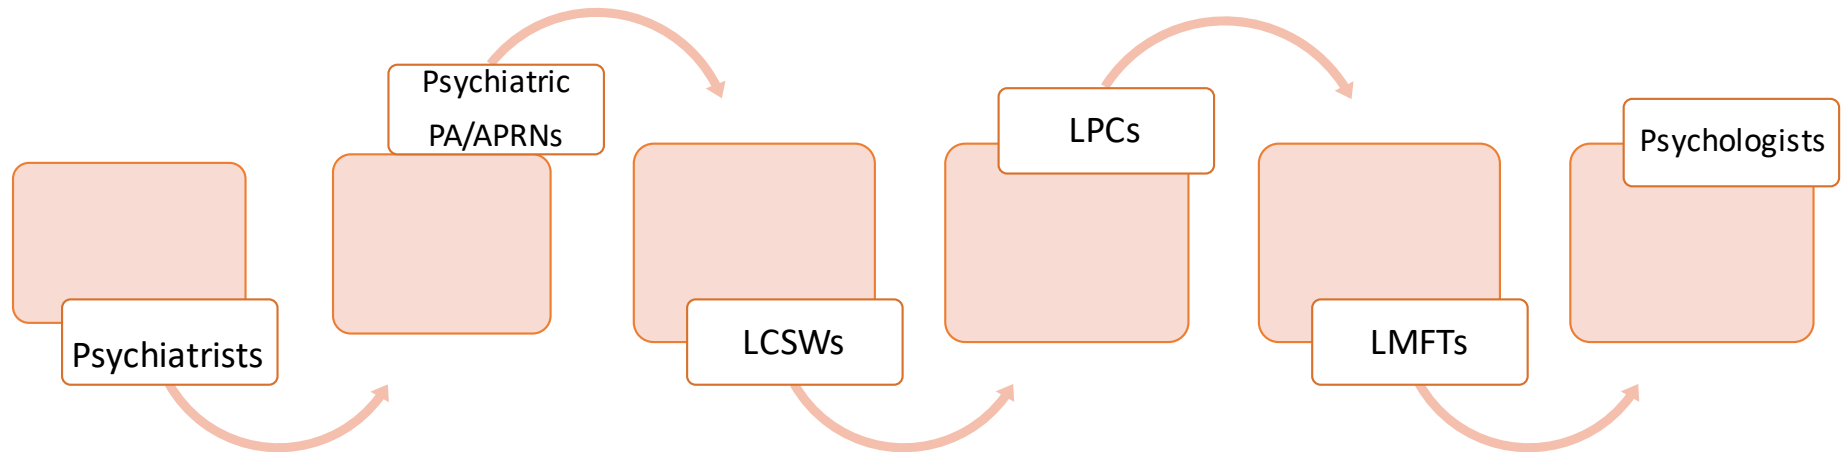 Psychiatrists
Psychiatric
PA/APRNs
LCSWs
LPCs
LMFTs
Psychologists